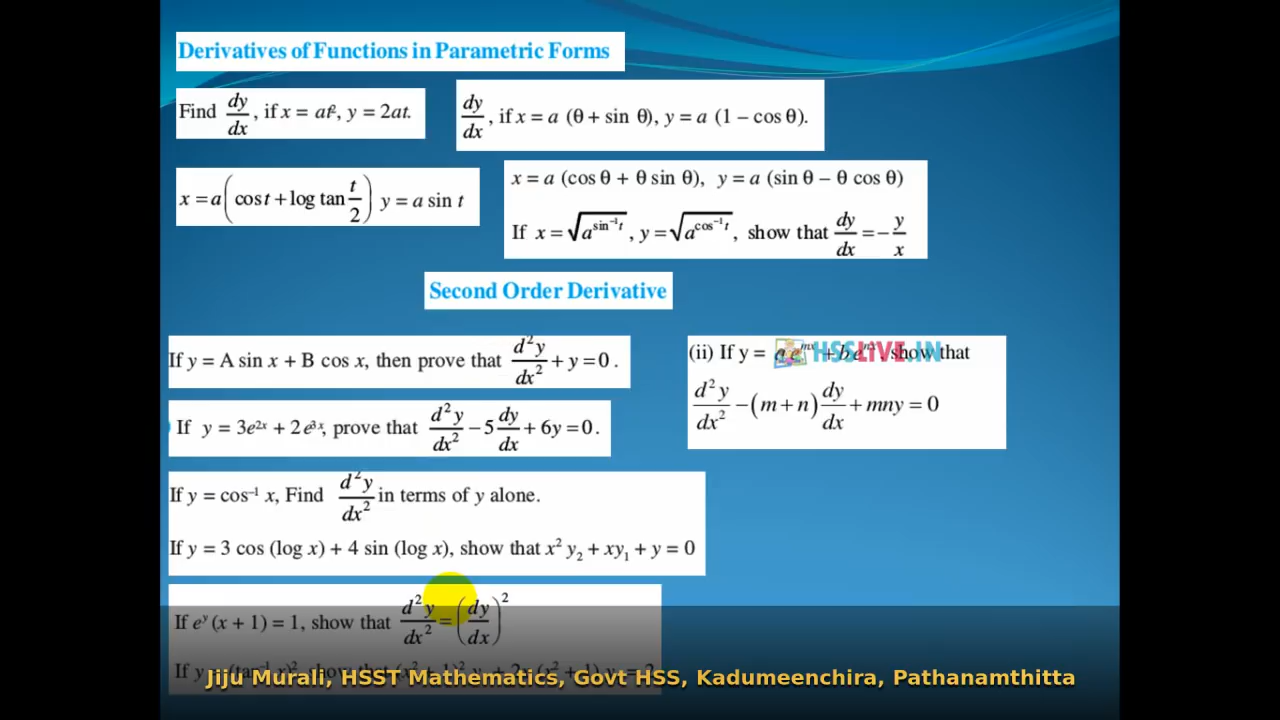 Derivatives of Functions in Parametric Forms
Find dy/dx, if x = at², y = 2at.
dy/dx, if x = a (θ + sin θ), y = a (1 – cos θ).
x = a(cos t + log tan t/2) y = a sin t
x = a (cos θ + θ sin θ), y = a (sin θ – θ cos θ)
If x = √(a^(sin⁻¹t)), y = √(a^(cos⁻¹t)), show that dy/dx = – y/x
Second Order Derivative
If y = A sin x + B cos x, then prove that d²y/dx² + y = 0.
(ii) If y = a e^(mx) + b e^(nx), show that
HSSLIVE.IN
d²y/dx² – (m + n) dy/dx + mny = 0
If y = 3e^(2x) + 2e^(3x), prove that d²y/dx² – 5 dy/dx + 6y = 0.
If y = cos⁻¹ x, Find d²y/dx² in terms of y alone.
If y = 3 cos (log x) + 4 sin (log x), show that x² y₂ + xy₁ + y = 0
If e^y (x + 1) = 1, show that d²y/dx² = (dy/dx)²
If y = (tan⁻¹ x)², show that (x² + 1)² y₂ + 2x (x² + 1) y₁ = 2
Jiju Murali, HSST Mathematics, Govt HSS, Kadumeenchira, Pathanamthitta